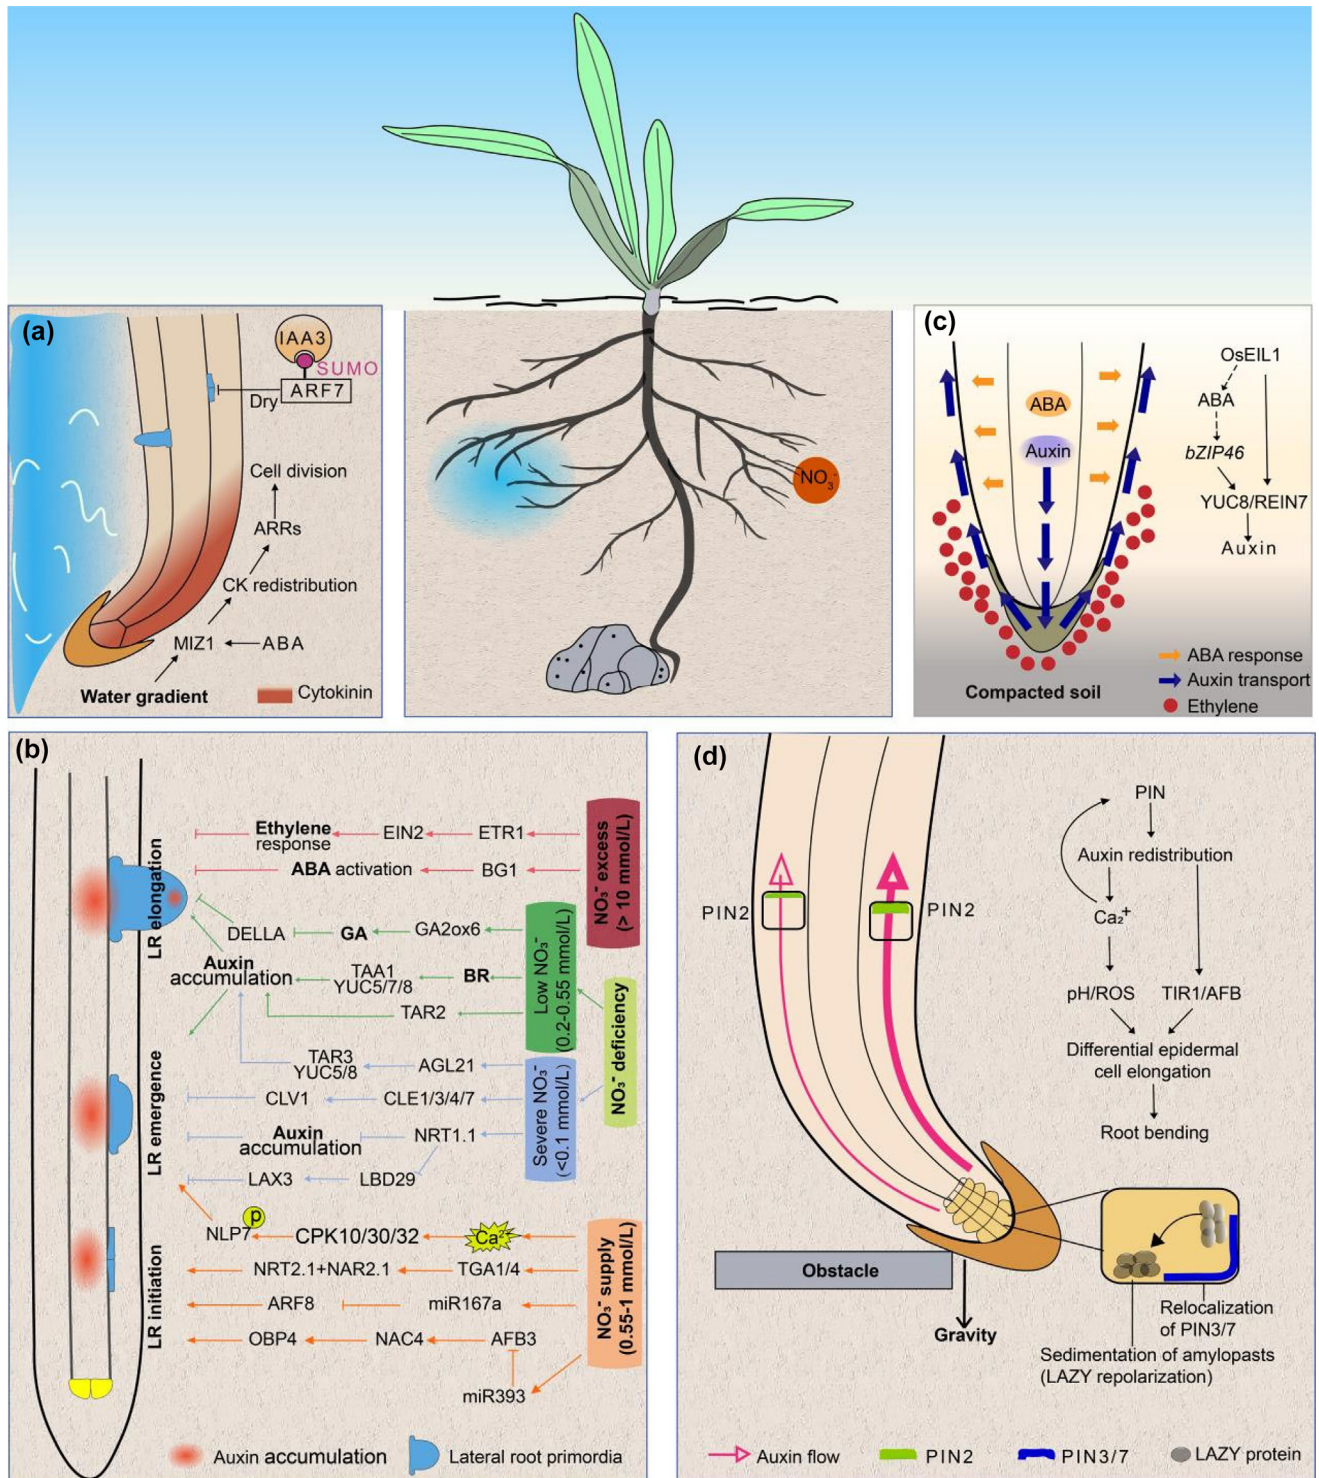 (a)
IAA3
SUMO
ARF7
Dry
Cell division
ARRs
CK redistribution
MIZ1
ABA
Water gradient
Cytokinin
NO₃⁻
(c)
OsEIL1
ABA
ABA
bZIP46
Auxin
YUC8/REIN7
Auxin
ABA response
Auxin transport
Compacted soil
Ethylene
(b)
LR elongation
LR emergence
LR initiation
Ethylene
response
EIN2
ETR1
ABA activation
BG1
NO₃⁻ excess
(> 10 mmol/L)
DELLA
GA
GA2ox6
Auxin
accumulation
TAA1
YUC5/7/8
BR
TAR2
Low NO₃⁻
(0.2-0.55 mmol/L)
NO₃⁻ deficiency
TAR3
YUC5/8
AGL21
CLV1
CLE1/3/4/7
Auxin
accumulation
NRT1.1
LAX3
LBD29
Severe NO₃⁻
(<0.1 mmol/L)
p
NLP7
CPK10/30/32
Ca²⁺
NRT2.1+NAR2.1
TGA1/4
ARF8
miR167a
OBP4
NAC4
AFB3
miR393
NO₃⁻ supply
(0.55-1 mmol/L)
Auxin accumulation
Lateral root primordia
(d)
PIN2
PIN2
PIN
Auxin redistribution
Ca₂⁺
pH/ROS
TIR1/AFB
Differential epidermal
cell elongation
Root bending
Obstacle
Gravity
Relocalization
of PIN3/7
Sedimentation of amylopasts
(LAZY repolarization)
Auxin flow
PIN2
PIN3/7
LAZY protein